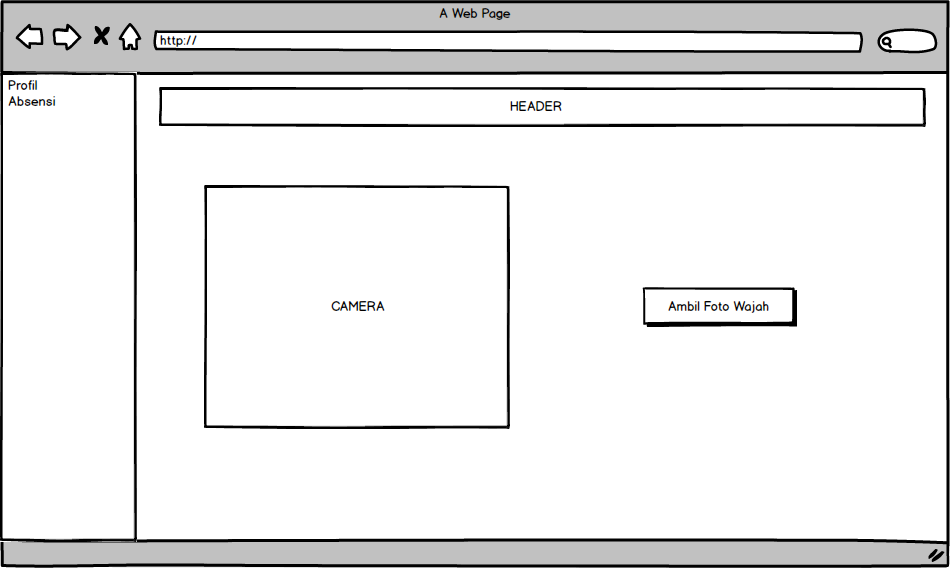 A Web Page
http://
Profil
Absensi
HEADER
CAMERA
Ambil Foto Wajah